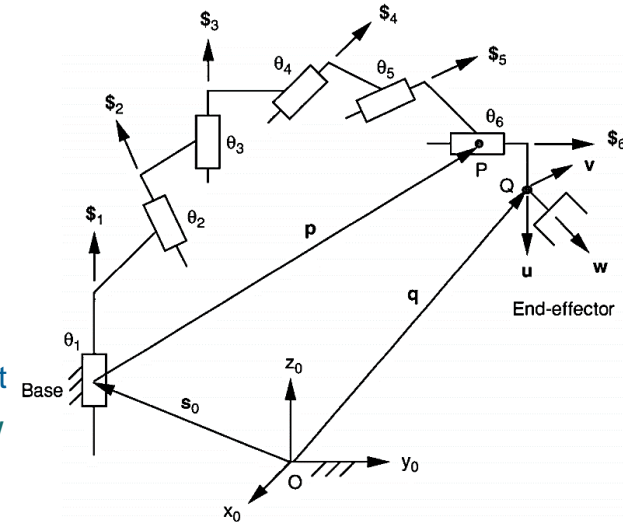 $₃
$₄
θ₄
θ₅
$₅
$₂
θ₆
$₆
θ₃
P
v
$₁
θ₂
Q
p
u
w
q
End-effector
θ₁
t
z₀
Base
s₀
y
y₀
O
x₀